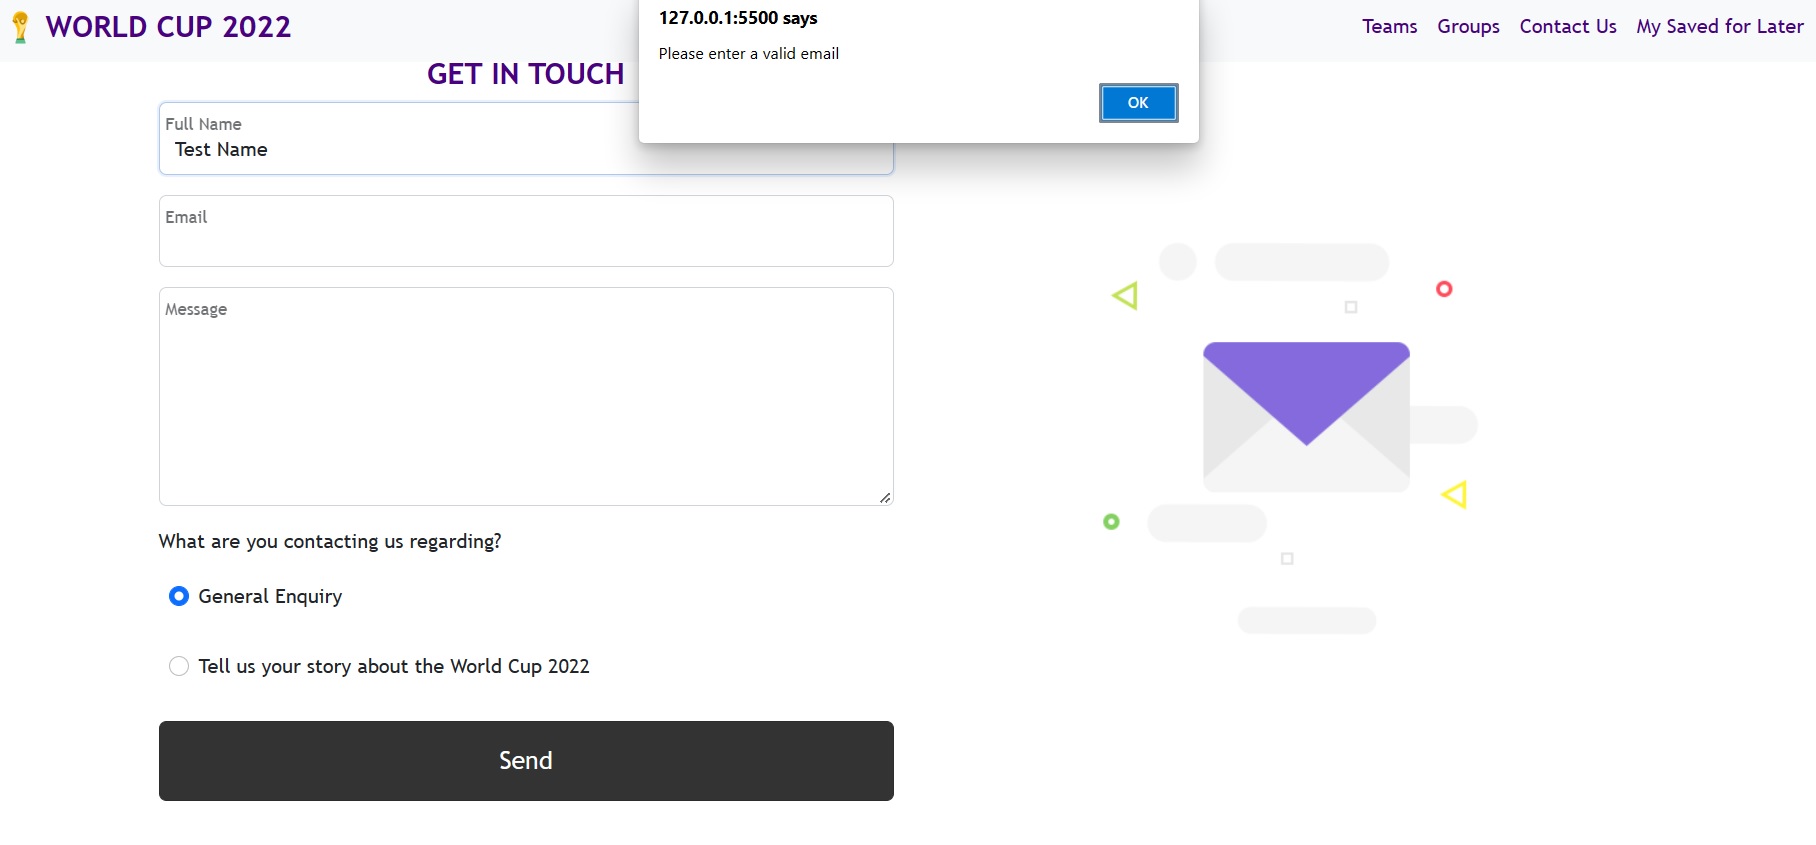 WORLD CUP 2022
Teams Groups Contact Us My Saved for Later
127.0.0.1:5500 says
Please enter a valid email
OK
GET IN TOUCH
Full Name
Test Name
Email
Message
What are you contacting us regarding?
General Enquiry
Tell us your story about the World Cup 2022
Send